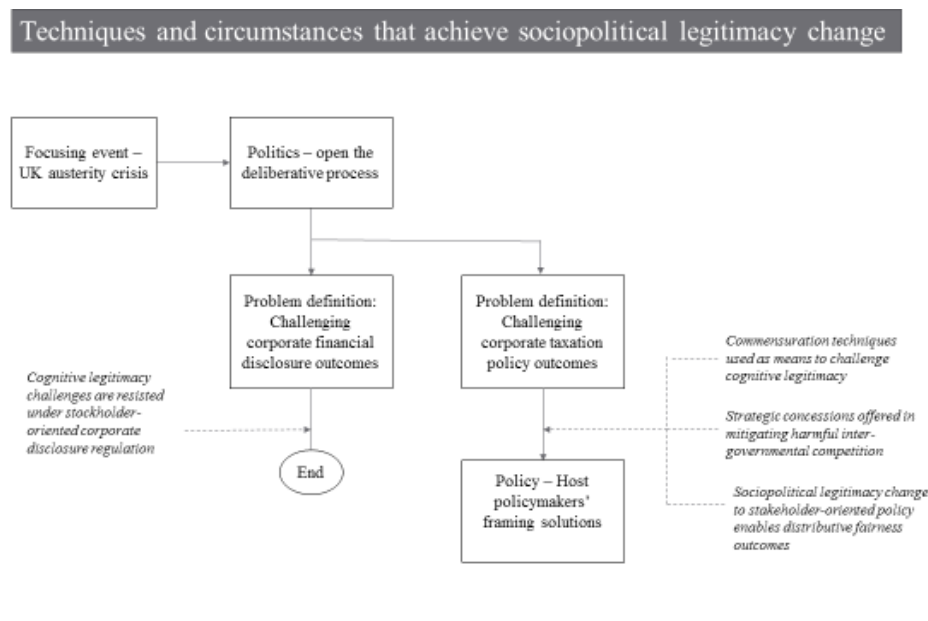 Techniques and circumstances that achieve sociopolitical legitimacy change
Focusing event –
UK austerity crisis
Politics – open the
deliberative process
Problem definition:
Challenging
corporate financial
disclosure outcomes
Problem definition:
Challenging
corporate taxation
policy outcomes
Cognitive legitimacy
challenges are resisted
under stockholder-
oriented corporate
disclosure regulation
Commensuration techniques
used as means to challenge
cognitive legitimacy
Strategic concessions offered in
mitigating harmful inter-
governmental competition
End
Policy – Host
policymakers’
framing solutions
Sociopolitical legitimacy change
to stakeholder-oriented policy
enables distributive fairness
outcomes